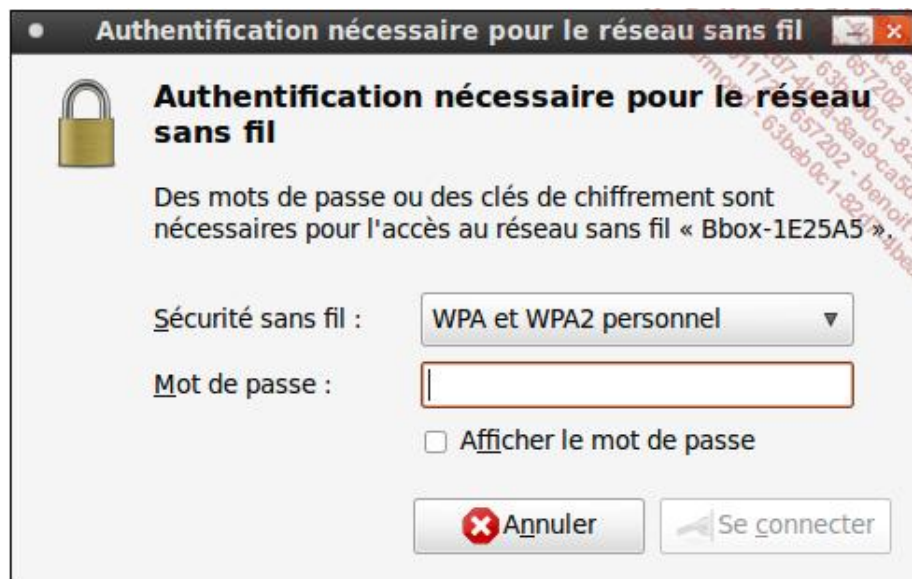 Authentification nécessaire pour le réseau sans fil
Authentification nécessaire pour le réseau
sans fil
Des mots de passe ou des clés de chiffrement sont
nécessaires pour l'accès au réseau sans fil « Bbox-1E25A5 ».
Sécurité sans fil :
WPA et WPA2 personnel
Mot de passe :
Afficher le mot de passe
Annuler
Se connecter